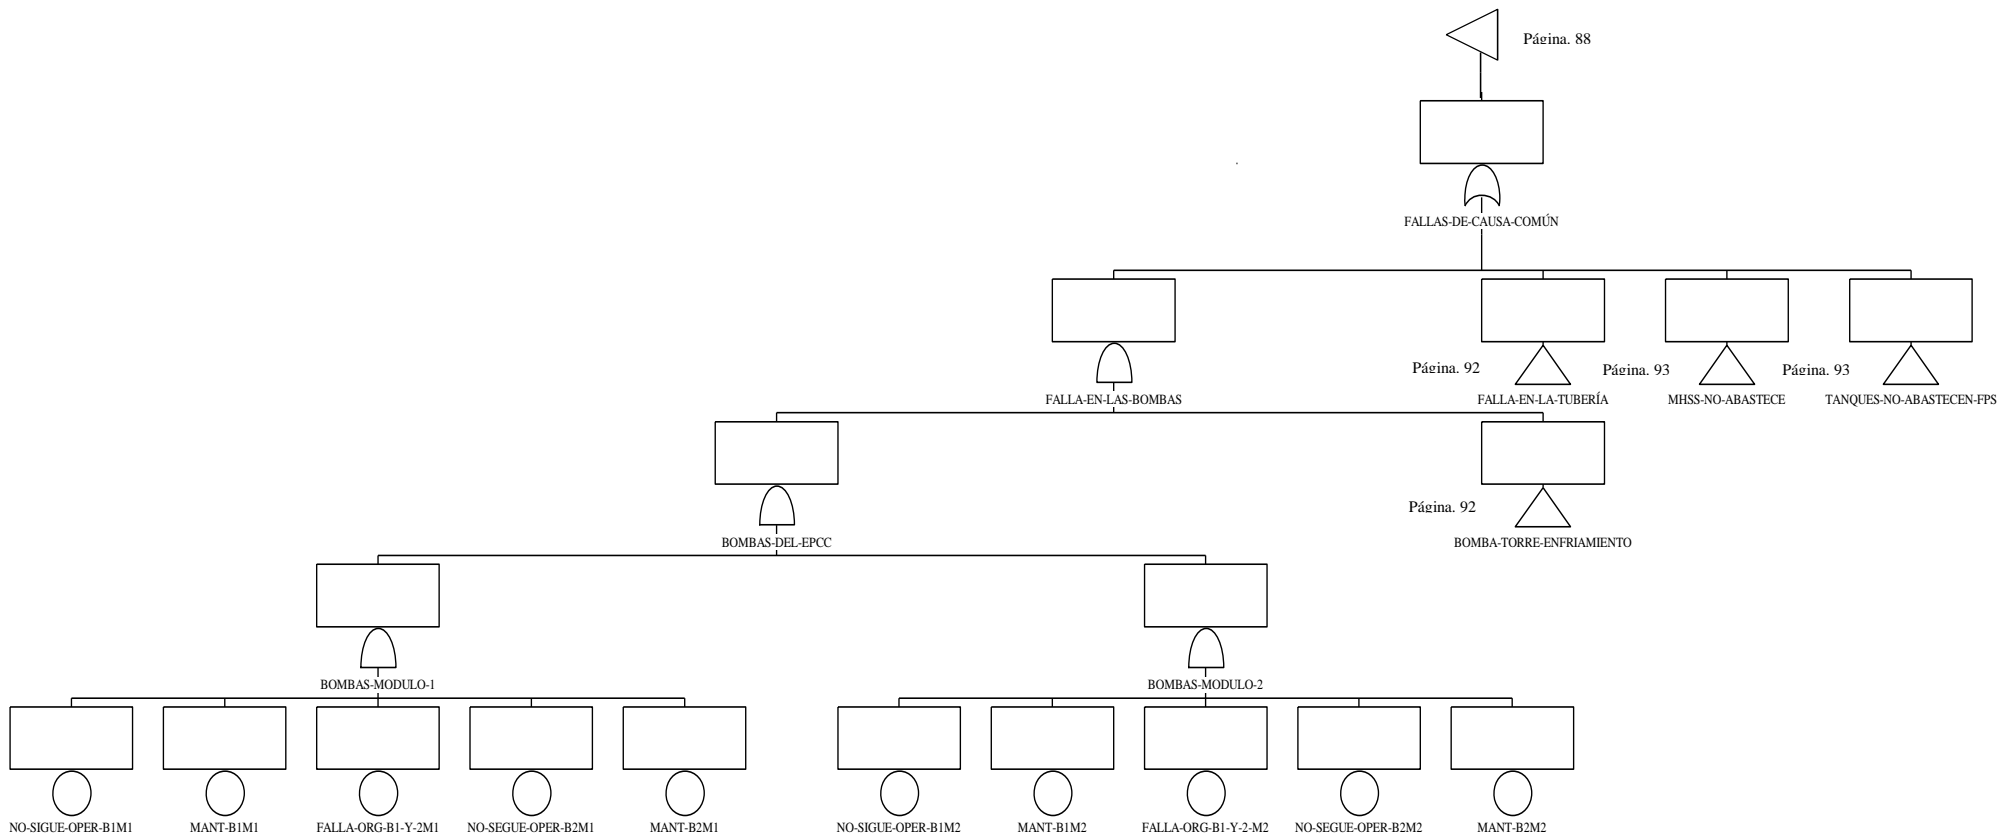 Página. 88
FALLAS-DE-CAUSA-COMÚN
Página. 92
Página. 93
Página. 93
FALLA-EN-LAS-BOMBAS
FALLA-EN-LA-TUBERÍA
MHSS-NO-ABASTECE
TANQUES-NO-ABASTECEN-FPS
Página. 92
BOMBAS-DEL-EPCC
BOMBA-TORRE-ENFRIAMIENTO
BOMBAS-MODULO-1
BOMBAS-MODULO-2
NO-SIGUE-OPER-B1M1
MANT-B1M1
FALLA-ORG-B1-Y-2M1
NO-SEGUE-OPER-B2M1
MANT-B2M1
NO-SIGUE-OPER-B1M2
MANT-B1M2
FALLA-ORG-B1-Y-2-M2
NO-SEGUE-OPER-B2M2
MANT-B2M2